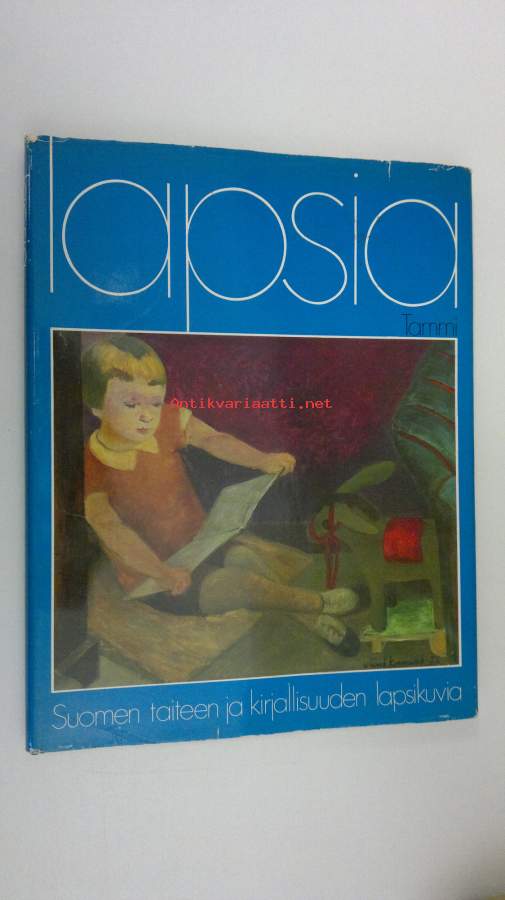 lapsia
Tammi
Antikvariaatti.net
Suomen taiteen ja kirjallisuuden lapsikuvia